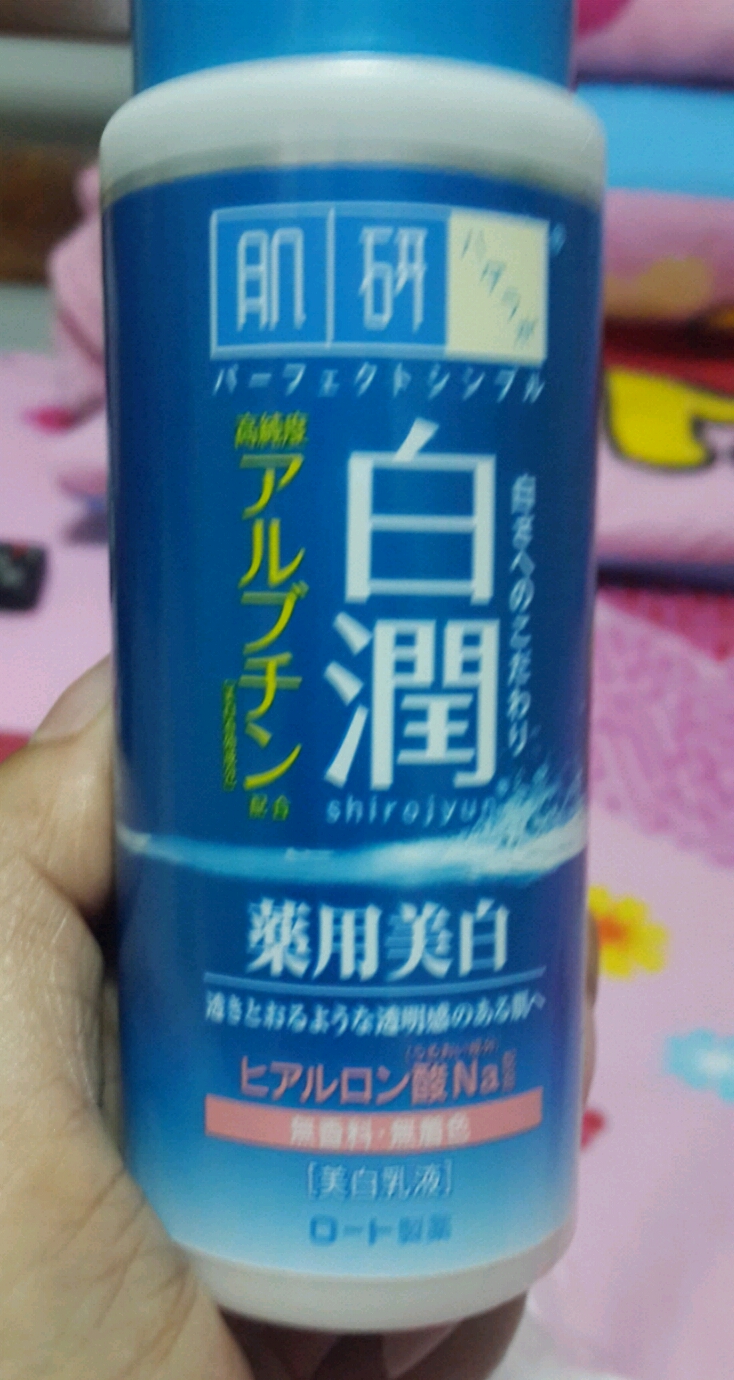 肌研
ハダラボ
パーフェクトシンプル
白さへのこだわり
白潤
shirojyun
高純度
アルブチン
配合
薬用美白
透きとおるような透明感のある肌へ
ヒアルロン酸Na配合
無香料・無着色
[美白乳液]
ロート製薬